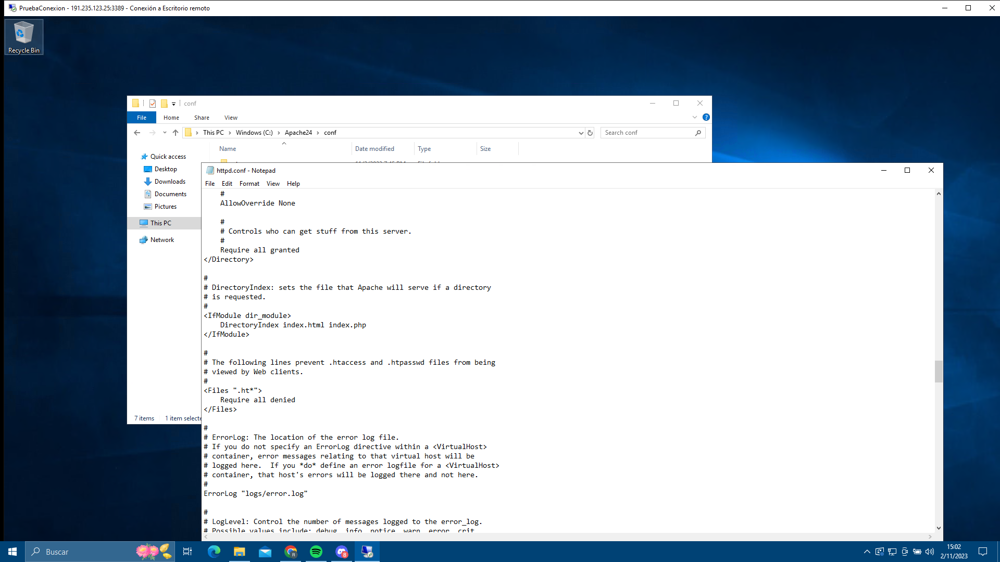 PruebaConexion - 191.235.123.25:3389 - Conexión a Escritorio remoto
Recycle Bin
conf
File Home Share View
This PC Windows (C:) Apache24 conf
Search conf
Name Date modified Type Size
Quick access
Desktop
Downloads
Documents
Pictures
This PC
Network
7 items 1 item
httpd.conf - Notepad
File Edit Format View Help
#
AllowOverride None
#
# Controls who can get stuff from this server.
#
Require all granted
</Directory>
#
# DirectoryIndex: sets the file that Apache will serve if a directory
# is requested.
#
<IfModule dir_module>
DirectoryIndex index.html index.php
</IfModule>
#
# The following lines prevent .htaccess and .htpasswd files from being
# viewed by Web clients.
#
<Files ".ht*">
Require all denied
</Files>
#
# ErrorLog: The location of the error log file.
# If you do not specify an ErrorLog directive within a <VirtualHost>
# container, error messages relating to that virtual host will be
# logged here.  If you *do* define an error logfile for a <VirtualHost>
# container, that host's errors will be logged there and not here.
#
ErrorLog "logs/error.log"
#
# LogLevel: Control the number of messages logged to the error_log.
# Possible values include: debug, info, notice, warn, error, crit,
Buscar
R
8
15:02
2/11/2023